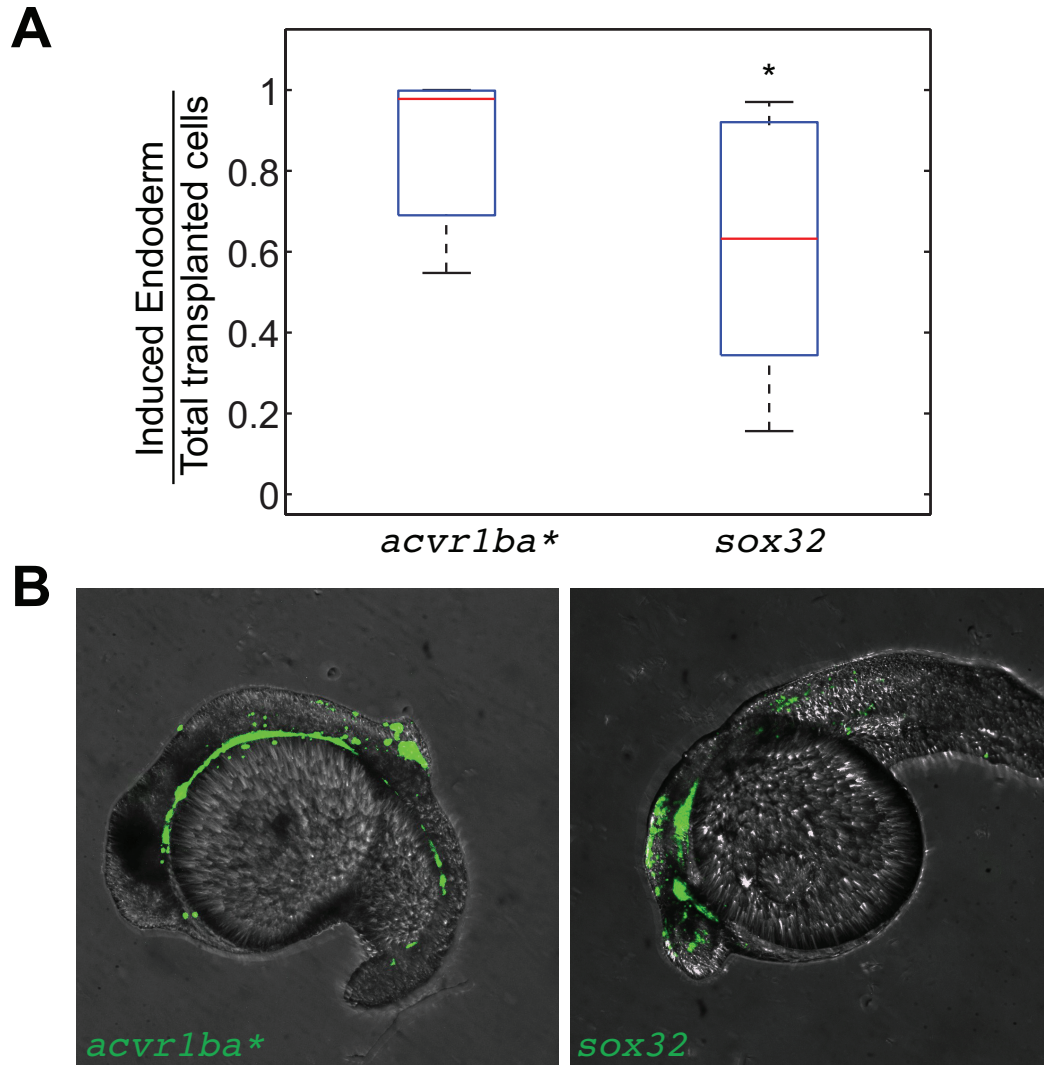 A
Induced Endoderm
Total transplanted cells
1
0.8
0.6
0.4
0.2
0
*
acvr1ba*
sox32
B
acvr1ba*
sox32